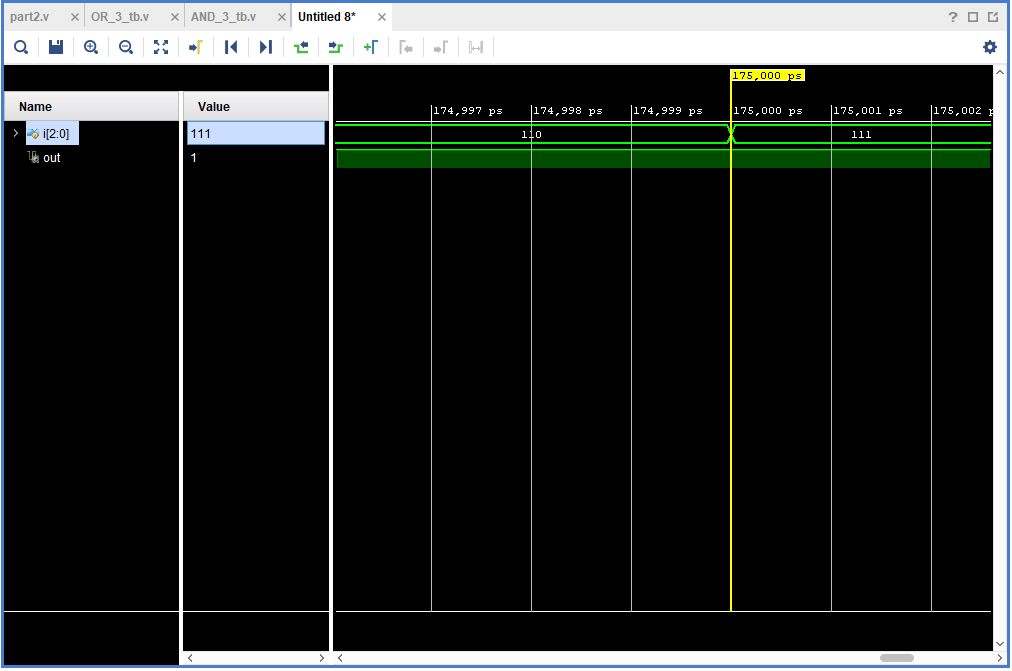 part2.v OR_3_tb.v AND_3_tb.v Untitled 8*
175,000 ps
Name Value
174,997 ps 174,998 ps 174,999 ps 175,000 ps 175,001 ps 175,002 p
i[2:0] 111 110 111
out 1